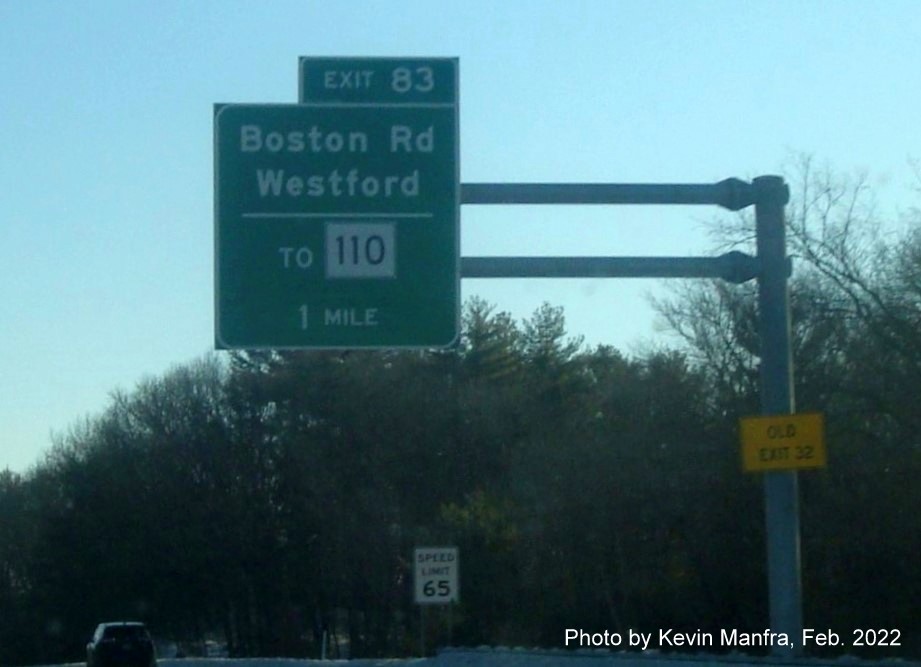 EXIT 83
Boston Rd
Westford
TO 110
1 MILE
OLD
EXIT 32
SPEED
LIMIT
65
Photo by Kevin Manfra, Feb. 2022